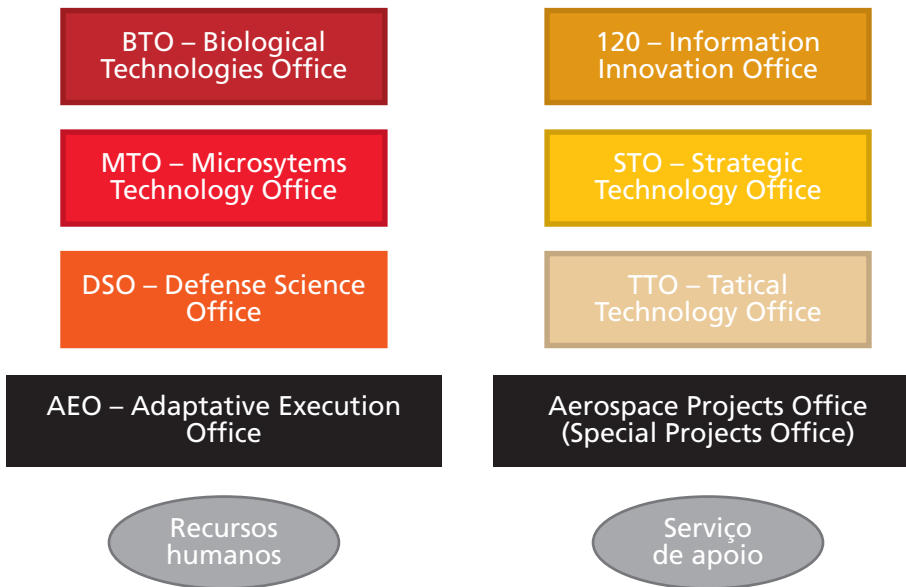 BTO – Biological
Technologies Office
120 – Information
Innovation Office
MTO – Microsytems
Technology Office
STO – Strategic
Technology Office
DSO – Defense Science
Office
TTO – Tatical
Technology Office
AEO – Adaptative Execution
Office
Aerospace Projects Office
(Special Projects Office)
Recursos
humanos
Serviço
de apoio